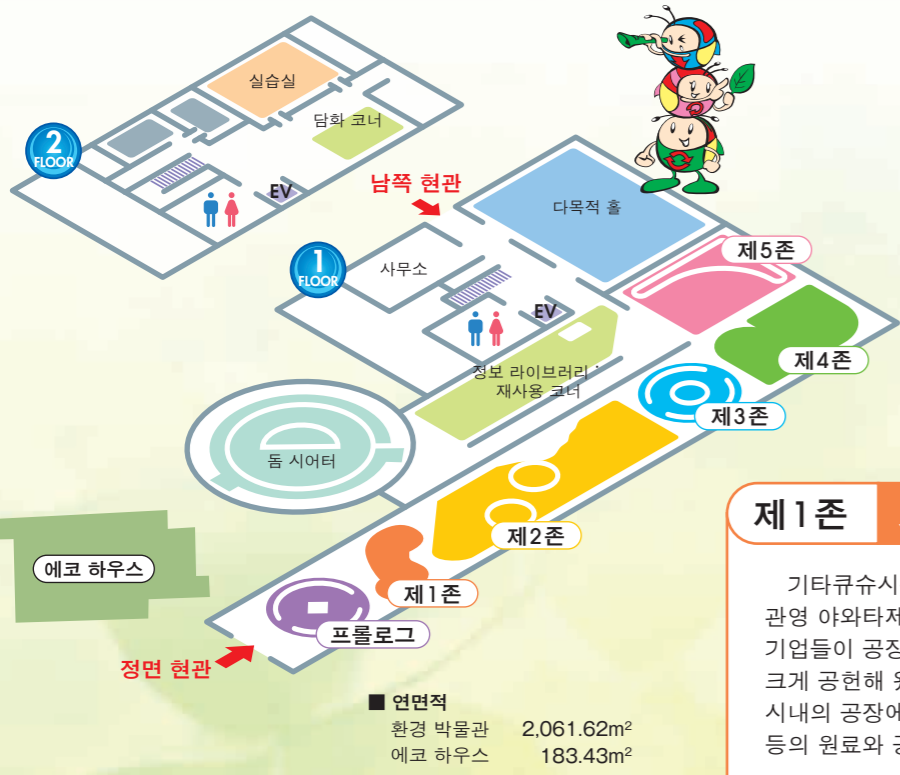 실습실
담화 코너
2
FLOOR
EV
남쪽 현관
다목적 홀
1
FLOOR
사무소
제5존
EV
제4존
정보 라이브러리 ·
재사용 코너
제3존
돔 시어터
제2존
제1존
에코 하우스
제1존
프롤로그
정면 현관
기타큐슈시
관영 야와타제
기업들이 공장
크게 공헌해
시내의 공장에
등의 원료와
■ 연면적
환경 박물관 2,061.62m²
에코 하우스 183.43m²